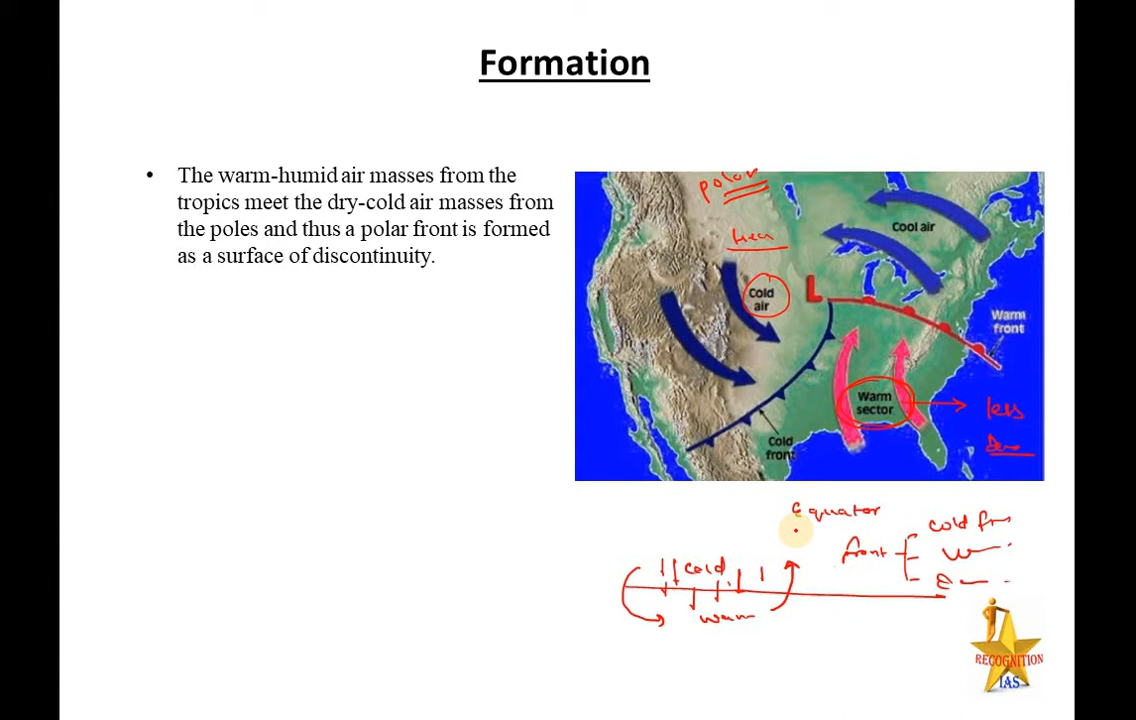 Formation
• The warm-humid air masses from the
tropics meet the dry-cold air masses from
the poles and thus a polar front is formed
as a surface of discontinuity.
polar
Cool air
Cold
air
L
Warm
front
Warm
sector
less
Cold
front
Equator
cold
warm
front
cold
RECOGNITION
IAS